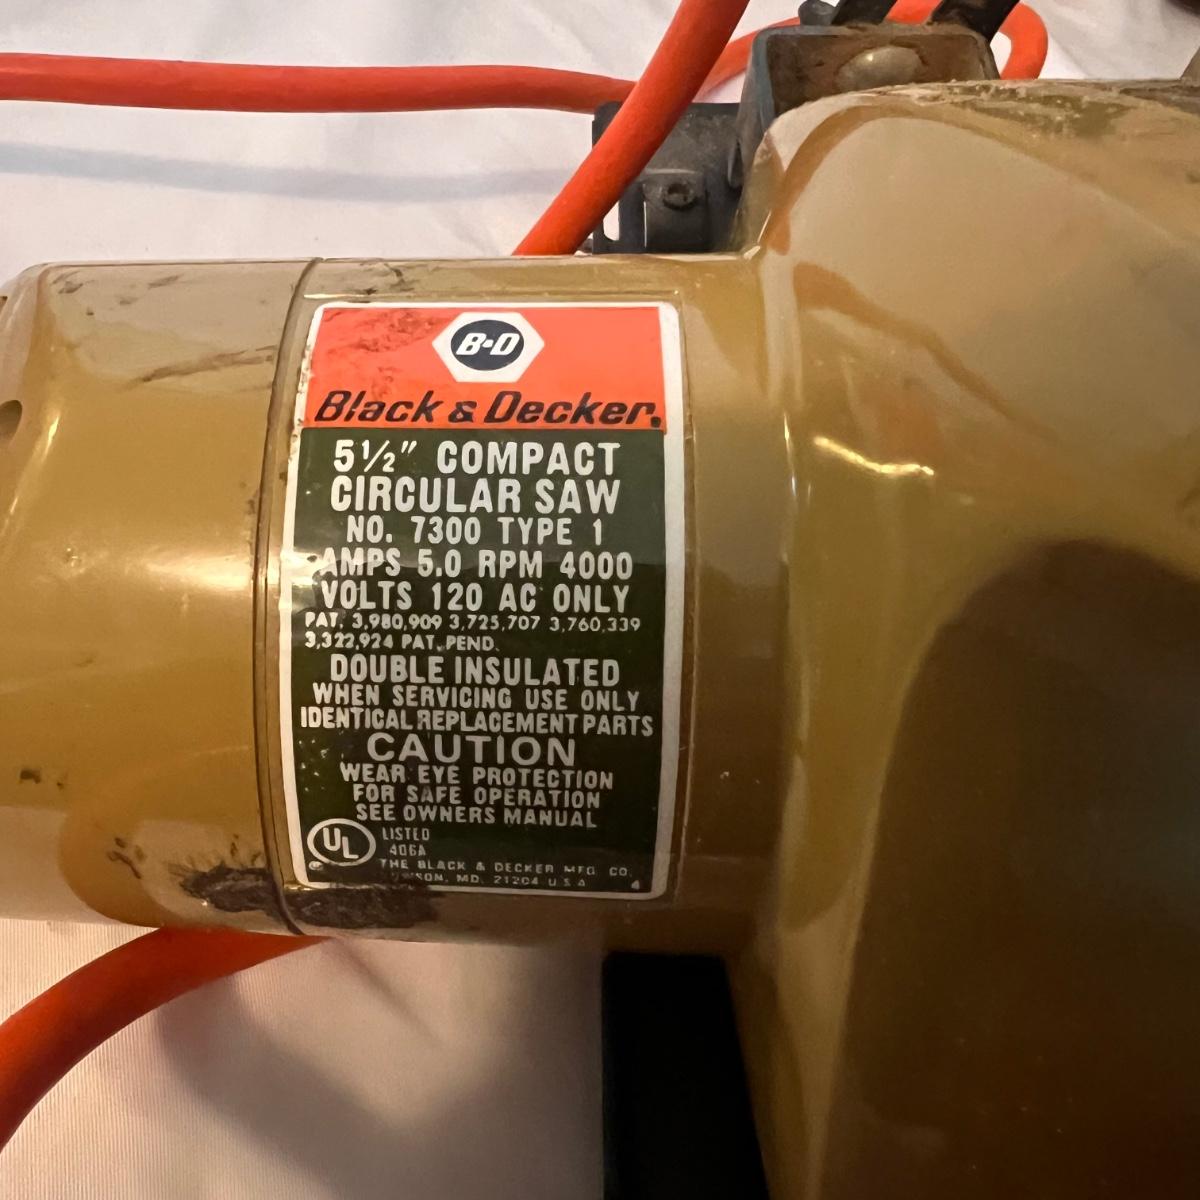 B·D
Black & Decker.
5 1/2" COMPACT
CIRCULAR SAW
NO. 7300 TYPE 1
AMPS 5.0 RPM 4000
VOLTS 120 AC ONLY
PAT. 3,980,909 3,725,707 3,760,339
3,322,924 PAT. PEND.
DOUBLE INSULATED
WHEN SERVICING USE ONLY
IDENTICAL REPLACEMENT PARTS
CAUTION
WEAR EYE PROTECTION
FOR SAFE OPERATION
SEE OWNERS MANUAL
UL LISTED
406A
THE BLACK & DECKER MFG. CO.
MD. 21204 U.S.A. 4